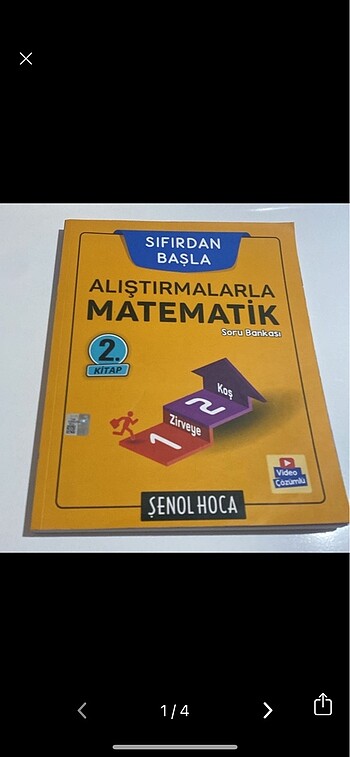 SIFIRDAN
BAŞLA
ALIŞTIRMALARLA
MATEMATİK
Soru Bankası
2.
KİTAP
Koş
2
Zirveye
1
Video
Çözümlü
ŞENOL HOCA
1/4